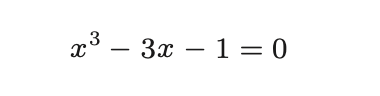 x³ − 3x − 1 = 0